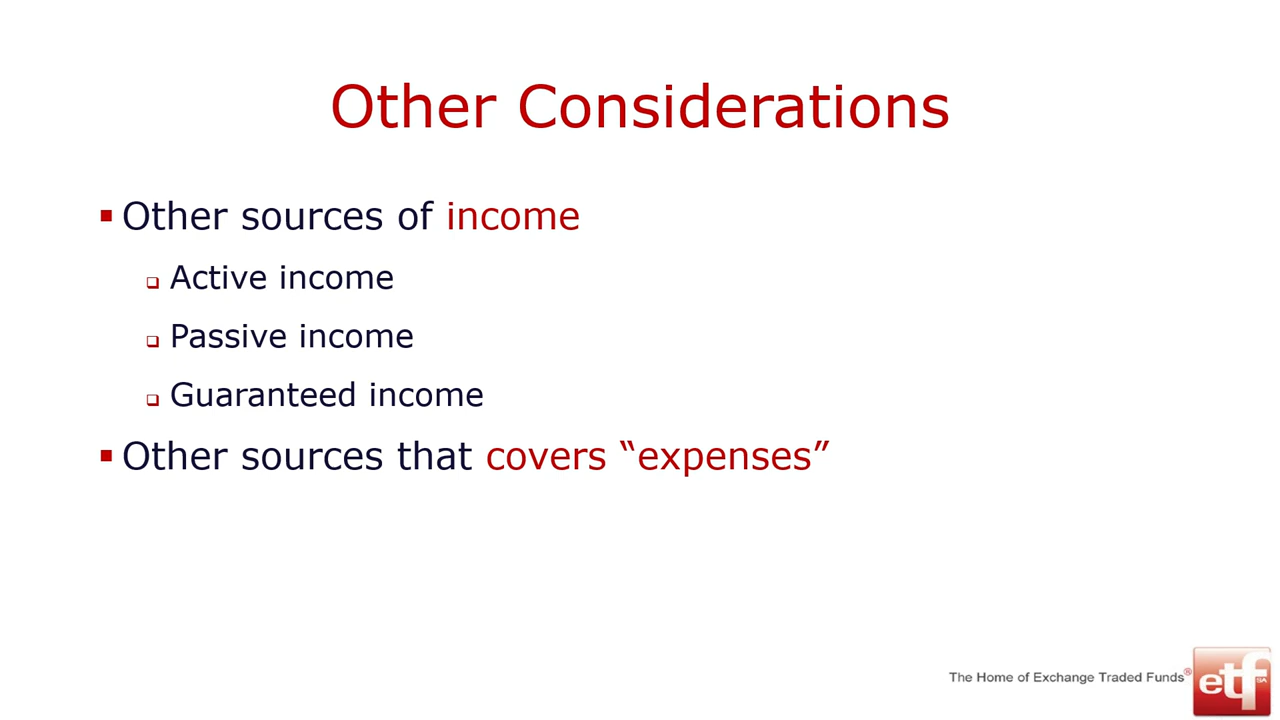 Other Considerations
Other sources of income
Active income
Passive income
Guaranteed income
Other sources that covers “expenses”
The Home of Exchange Traded Funds®
etf
SA